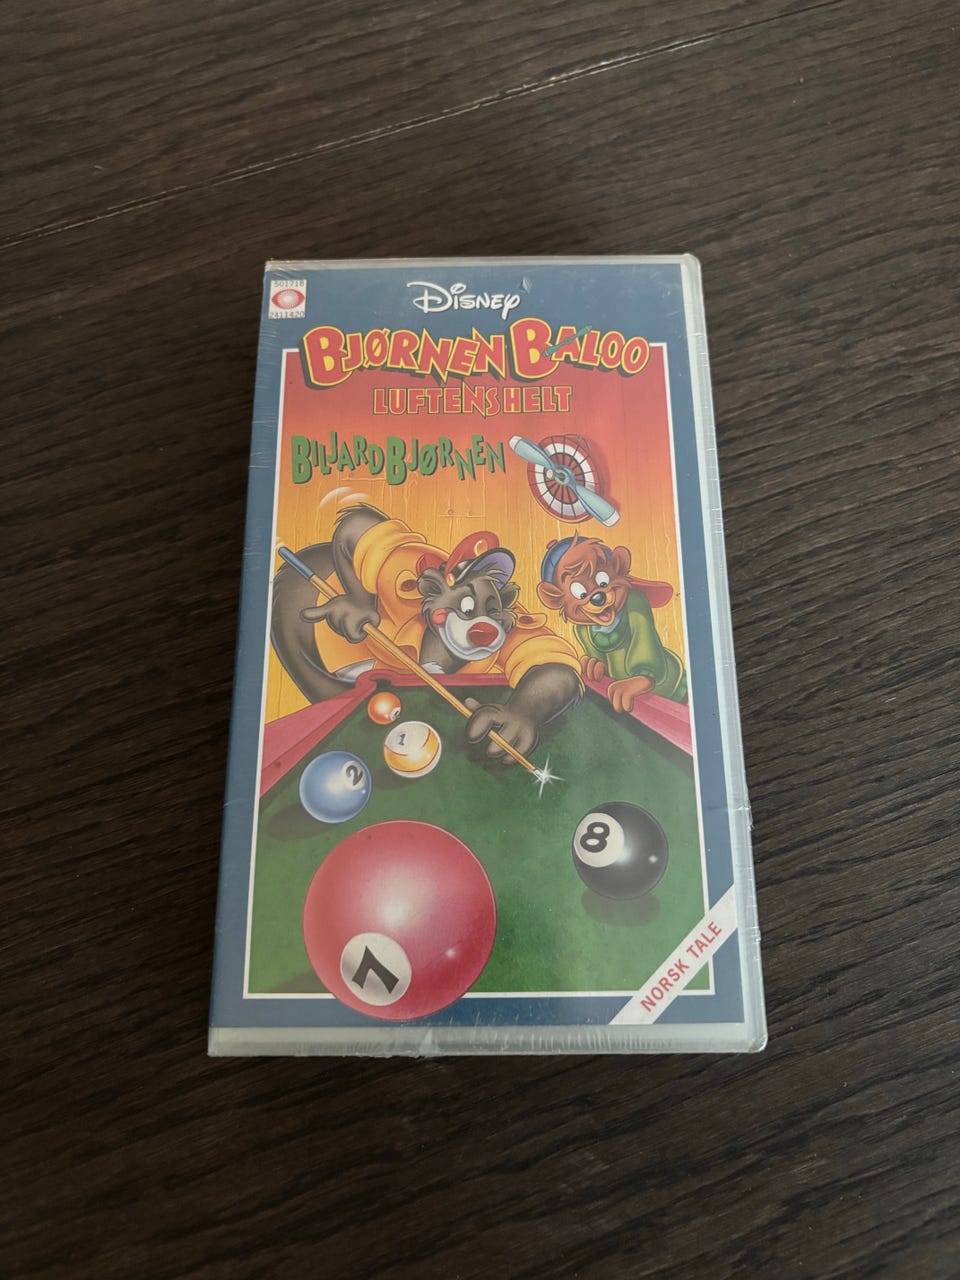 501718
2411420
Disney
BJØRNEN BALOO
LUFTENS HELT
BILJARDBJØRNEN
1
2
8
7
NORSK TALE